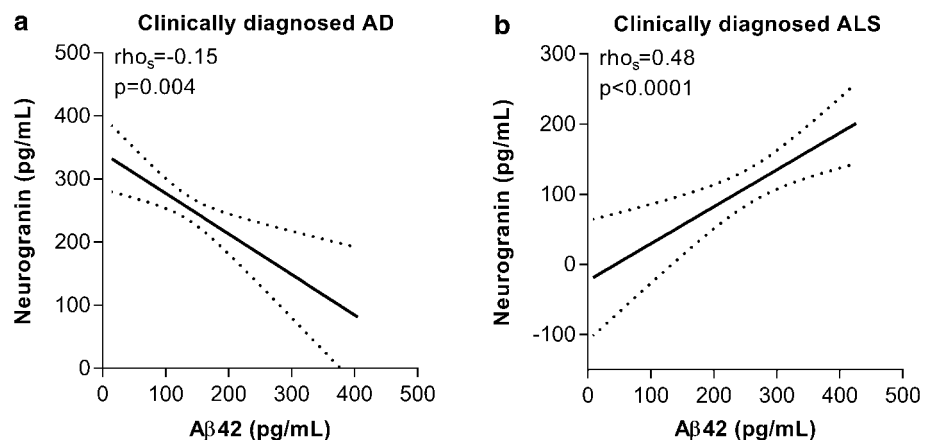 a Clinically diagnosed AD
rhos=-0.15
p=0.004
500
400
300
200
100
0
Neurogranin (pg/mL)
0 100 200 300 400 500
Aβ42 (pg/mL)
b Clinically diagnosed ALS
rhos=0.48
p<0.0001
300
200
100
0
-100
Neurogranin (pg/mL)
0 100 200 300 400 500
Aβ42 (pg/mL)